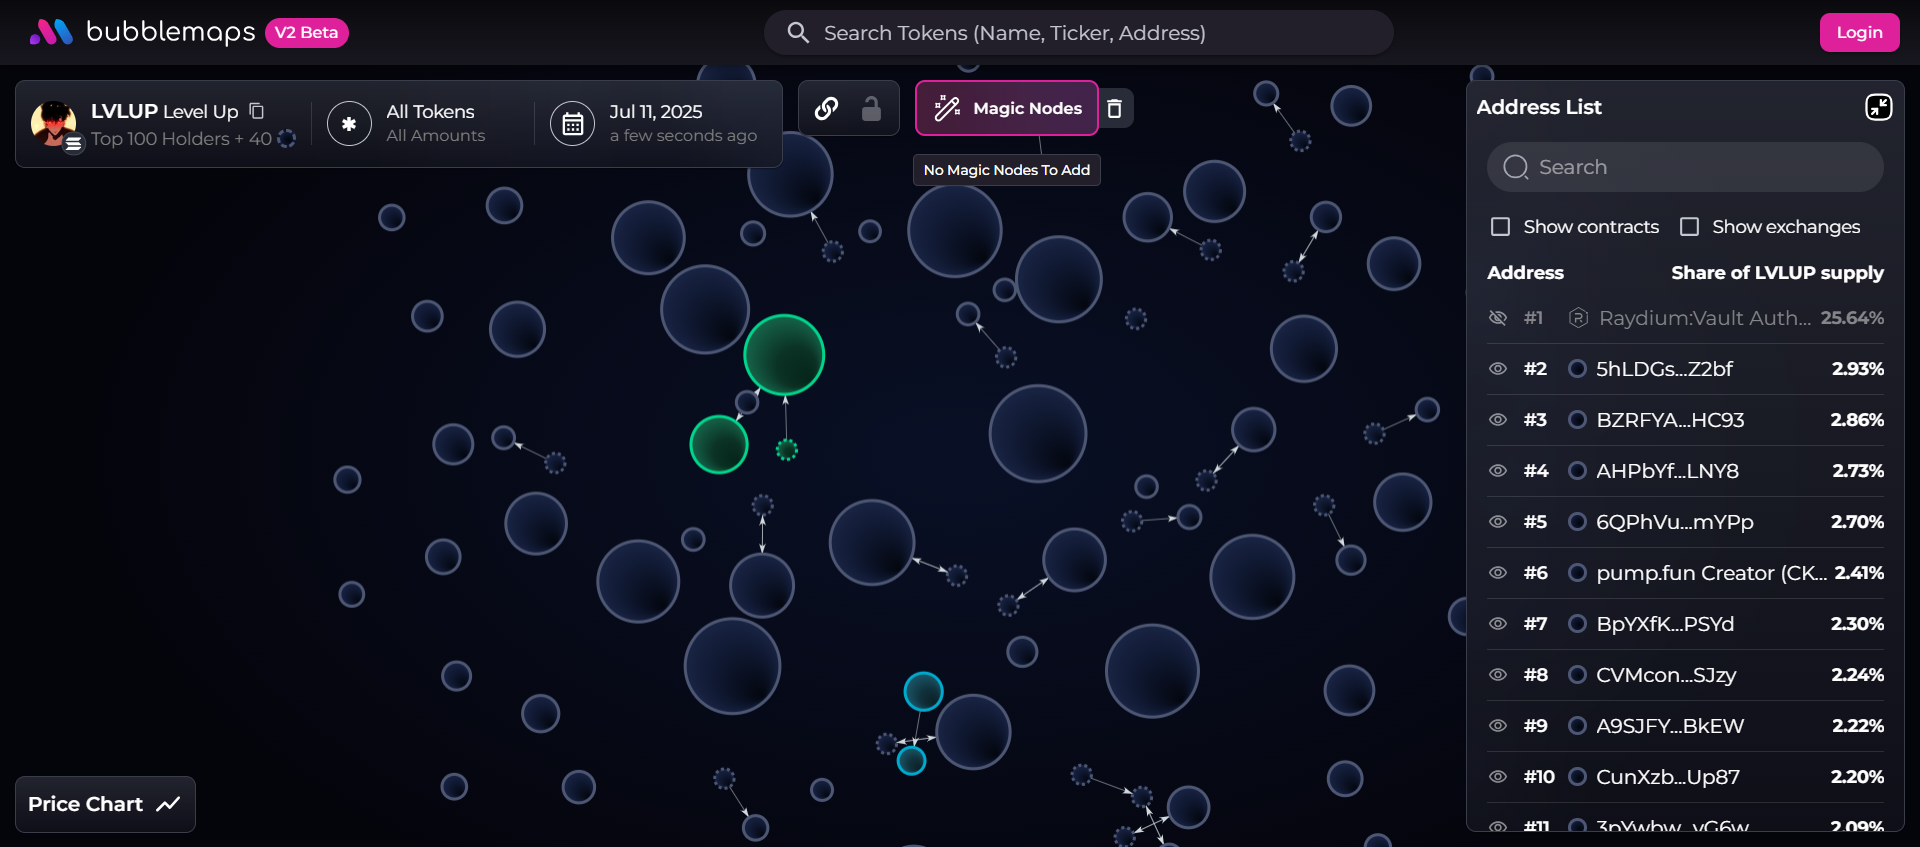 bubblemaps V2 Beta
Search Tokens (Name, Ticker, Address)
Login
LVLUP Level Up
Top 100 Holders + 40
All Tokens
All Amounts
Jul 11, 2025
a few seconds ago
Magic Nodes
No Magic Nodes To Add
Address List
Search
Show contracts Show exchanges
Address Share of LVLUP supply
#1 Raydium:Vault Auth... 25.64%
#2 5hLDGs...Z2bf 2.93%
#3 BZRFYA...HC93 2.86%
#4 AHPbYf...LNY8 2.73%
#5 6QPhVu...mYPp 2.70%
#6 pump.fun Creator (CK... 2.41%
#7 BpYXfK...PSYd 2.30%
#8 CVMcon...SJzy 2.24%
#9 A9SJFY...BkEW 2.22%
#10 CunXzb...Up87 2.20%
#11 3pYwbw...vG6w 2.09%
Price Chart